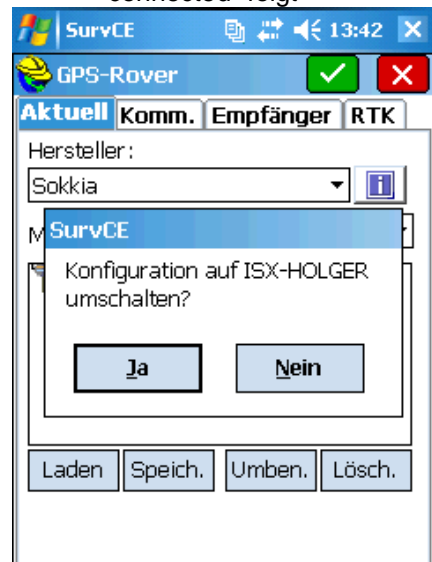 SurvCE 13:42
GPS-Rover
Aktuell Komm. Empfänger RTK
Hersteller:
Sokkia
M
SurvCE
Konfiguration auf ISX-HOLGER
umschalten?
Ja Nein
Laden Speich. Umben. Lösch.